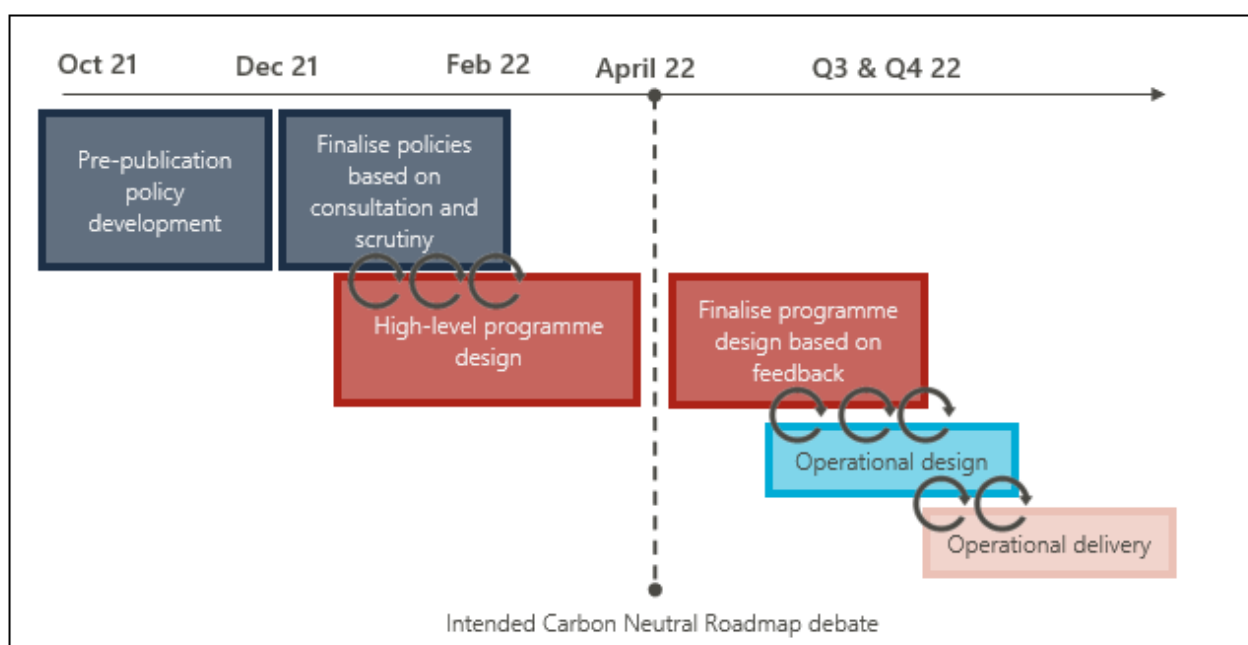 Oct 21
Dec 21
Feb 22
April 22
Q3 & Q4 22
Pre-publication
policy
development
Finalise policies
based on
consultation and
scrutiny
High-level programme
design
Finalise programme
design based on
feedback
Operational design
Operational delivery
Intended Carbon Neutral Roadmap debate